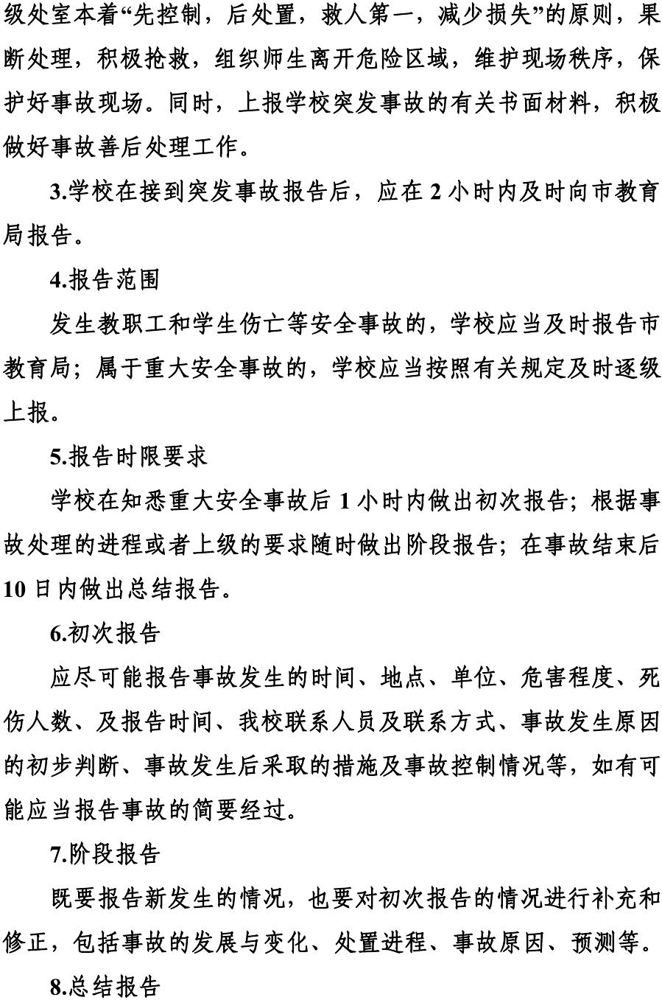 级处室本着“先控制，后处置，救人第一，减少损失”的原则，果
断处理，积极抢救，组织师生离开危险区域，维护现场秩序，保
护好事故现场。同时，上报学校突发事故的有关书面材料，积极
做好事故善后处理工作。
3.学校在接到突发事故报告后，应在 2 小时内及时向市教育
局报告。
4.报告范围
发生教职工和学生伤亡等安全事故的，学校应当及时报告市
教育局；属于重大安全事故的，学校应当按照有关规定及时逐级
上报。
5.报告时限要求
学校在知悉重大安全事故后 1 小时内做出初次报告；根据事
故处理的进程或者上级的要求随时做出阶段报告；在事故结束后
10 日内做出总结报告。
6.初次报告
应尽可能报告事故发生的时间、地点、单位、危害程度、死
伤人数、及报告时间、我校联系人员及联系方式、事故发生原因
的初步判断、事故发生后采取的措施及事故控制情况等，如有可
能应当报告事故的简要经过。
7.阶段报告
既要报告新发生的情况，也要对初次报告的情况进行补充和
修正，包括事故的发展与变化、处置进程、事故原因、预测等。
8.总结报告